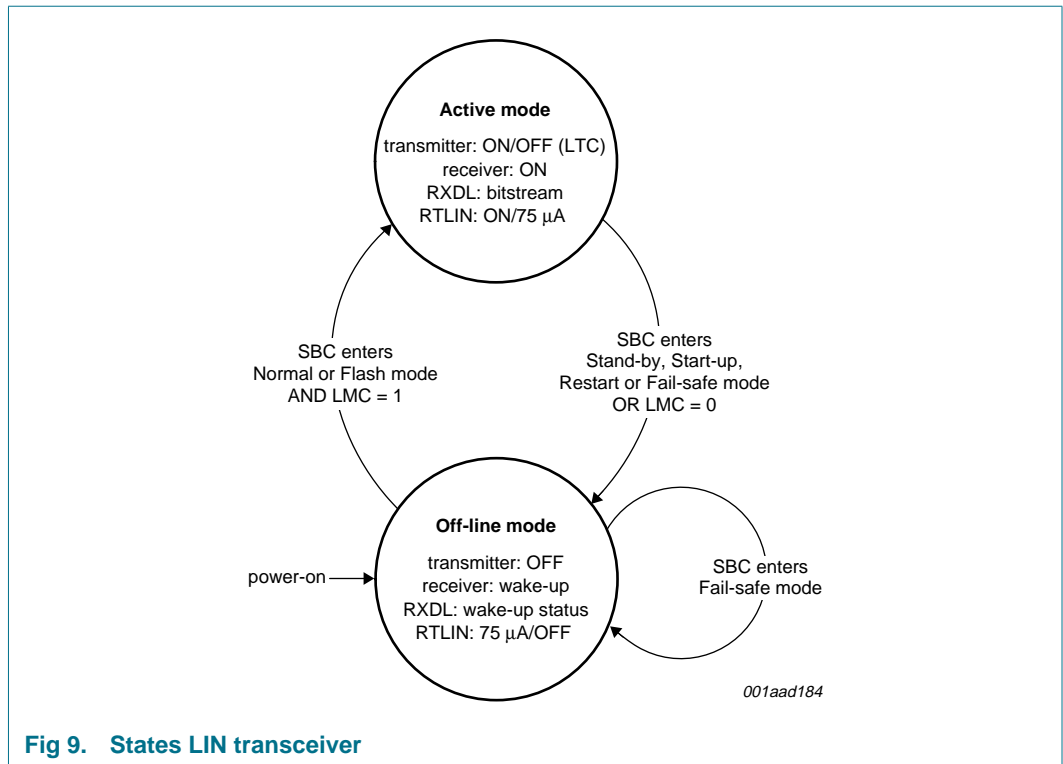 Active mode
transmitter: ON/OFF (LTC)
receiver: ON
RXDL: bitstream
RTLIN: ON/75 μA
SBC enters
Normal or Flash mode
AND LMC = 1
SBC enters
Stand-by, Start-up,
Restart or Fail-safe mode
OR LMC = 0
power-on
Off-line mode
transmitter: OFF
receiver: wake-up
RXDL: wake-up status
RTLIN: 75 μA/OFF
SBC enters
Fail-safe mode
001aad184
Fig 9. States LIN transceiver